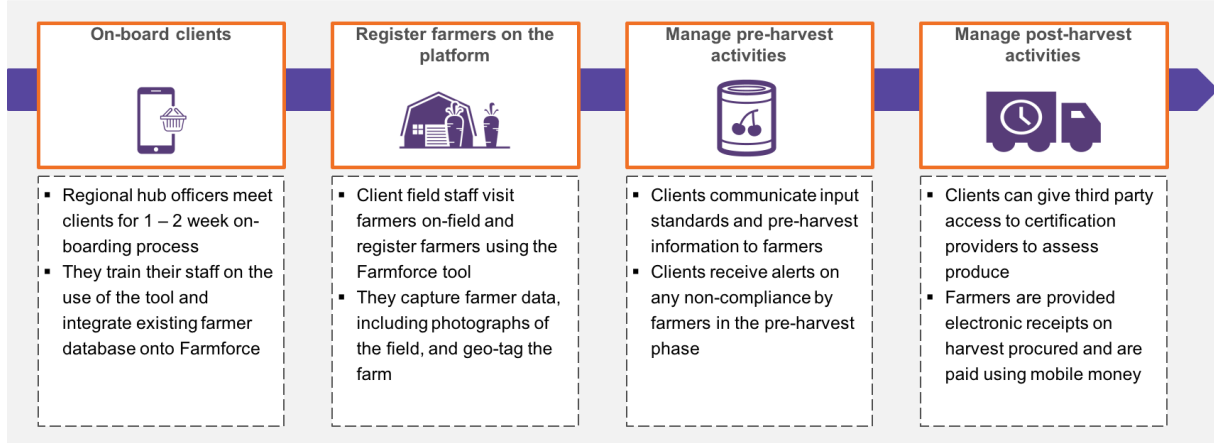 On-board clients
Register farmers on the
platform
Manage pre-harvest
activities
Manage post-harvest
activities
▪ Regional hub officers meet
clients for 1 – 2 week on-
boarding process
▪ They train their staff on the
use of the tool and
integrate existing farmer
database onto Farmforce
▪ Client field staff visit
farmers on-field and
register farmers using the
Farmforce tool
▪ They capture farmer data,
including photographs of
the field, and geo-tag the
farm
▪ Clients communicate input
standards and pre-harvest
information to farmers
▪ Clients receive alerts on
any non-compliance by
farmers in the pre-harvest
phase
▪ Clients can give third party
access to certification
providers to assess
produce
▪ Farmers are provided
electronic receipts on
harvest procured and are
paid using mobile money